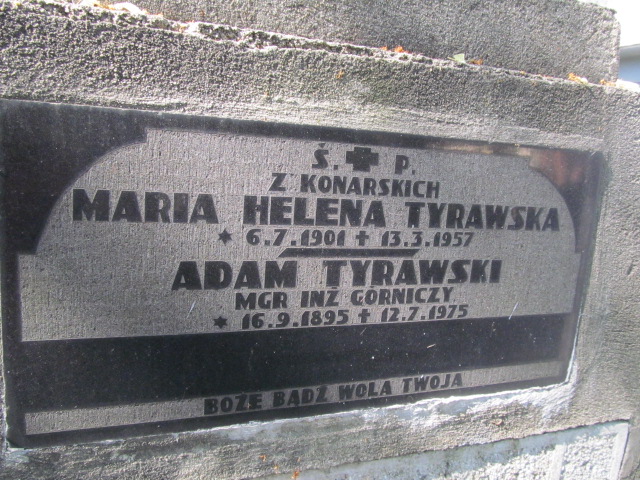 Ś. ✚ P.
Z KONARSKICH
MARIA HELENA TYRAWSKA
* 6.7.1901 ✝ 13.3.1957
ADAM TYRAWSKI
MGR INŻ GÓRNICZY
* 16.9.1895 ✝ 12.7.1975
BOŻE BĄDŹ WOLA TWOJA